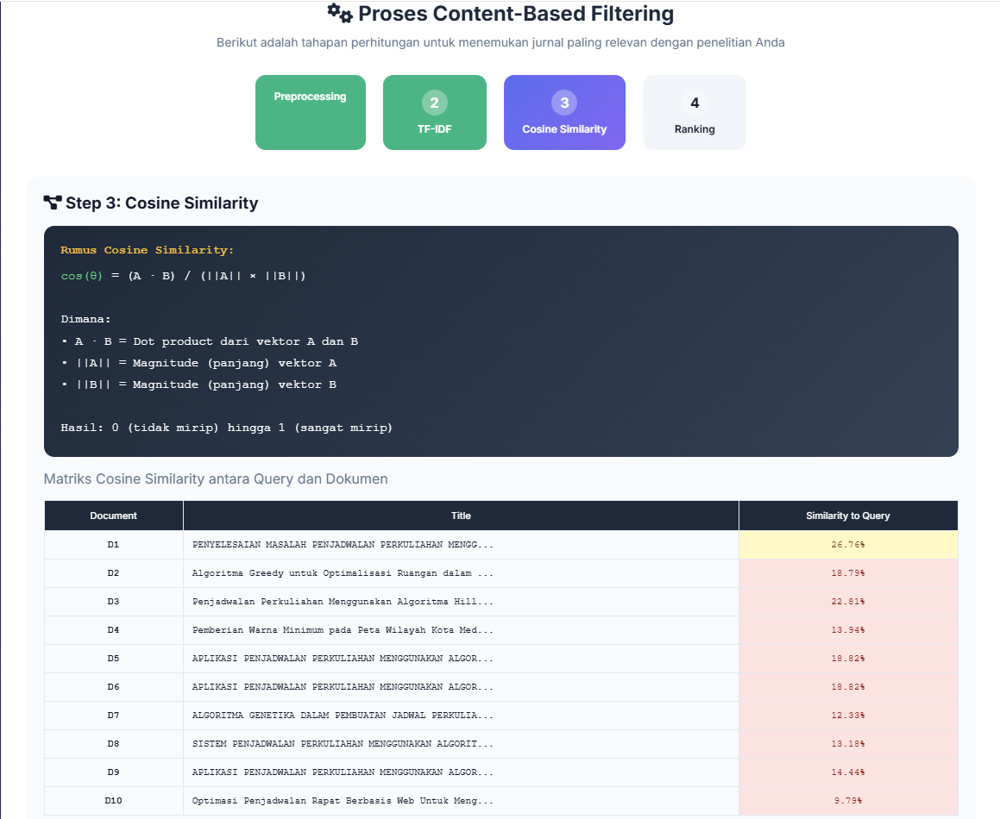 Proses Content-Based Filtering
Berikut adalah tahapan perhitungan untuk menemukan jurnal paling relevan dengan penelitian Anda
Preprocessing
2
TF-IDF
3
Cosine Similarity
4
Ranking
Step 3: Cosine Similarity
Rumus Cosine Similarity:
cos(θ) = (A · B) / (||A|| × ||B||)
Dimana:
• A · B = Dot product dari vektor A dan B
• ||A|| = Magnitude (panjang) vektor A
• ||B|| = Magnitude (panjang) vektor B
Hasil: 0 (tidak mirip) hingga 1 (sangat mirip)
Matriks Cosine Similarity antara Query dan Dokumen
Document Title Similarity to Query
D1 PENYELESAIAN MASALAH PENJADWALAN PERKULIAHAN MENGG... 26.76%
D2 Algoritma Greedy untuk Optimalisasi Ruangan dalam ... 18.79%
D3 Penjadwalan Perkuliahan Menggunakan Algoritma Hill... 22.81%
D4 Pemberian Warna Minimum pada Peta Wilayah Kota Med... 13.94%
D5 APLIKASI PENJADWALAN PERKULIAHAN MENGGUNAKAN ALGOR... 18.82%
D6 APLIKASI PENJADWALAN PERKULIAHAN MENGGUNAKAN ALGOR... 18.82%
D7 ALGORITMA GENETIKA DALAM PEMBUATAN JADWAL PERKULIA... 12.33%
D8 SISTEM PENJADWALAN PERKULIAHAN MENGGUNAKAN ALGORIT... 13.18%
D9 APLIKASI PENJADWALAN PERKULIAHAN MENGGUNAKAN ALGOR... 14.44%
D10 Optimasi Penjadwalan Rapat Berbasis Web Untuk Meng... 9.79%